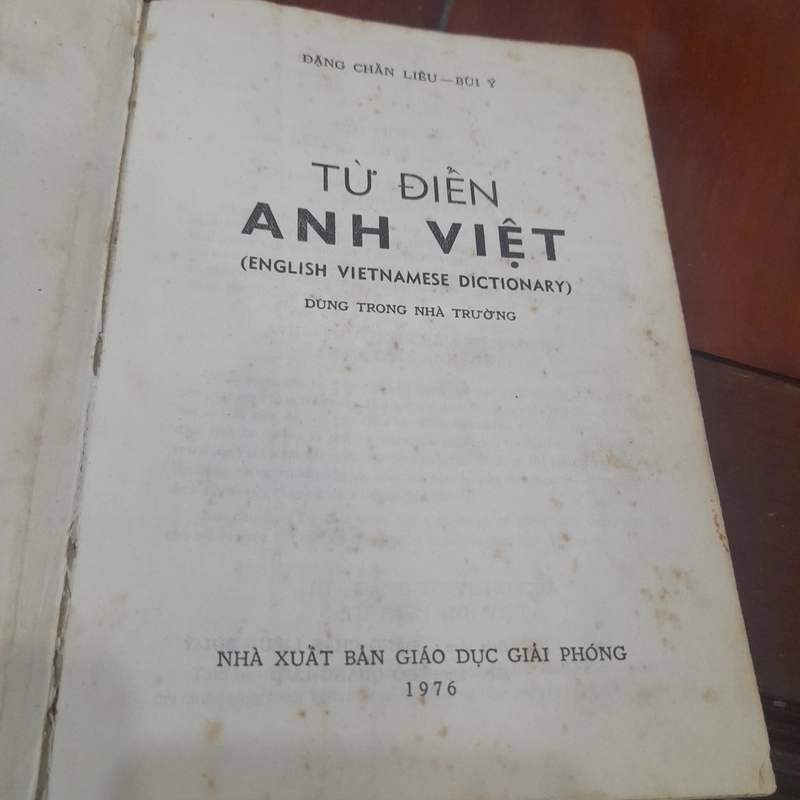 ĐẶNG CHẤN LIÊU — BÙI Ý
TỪ ĐIỂN
ANH VIỆT
(ENGLISH VIETNAMESE DICTIONARY)
DÙNG TRONG NHÀ TRƯỜNG
NHÀ XUẤT BẢN GIÁO DỤC GIẢI PHÓNG
1976